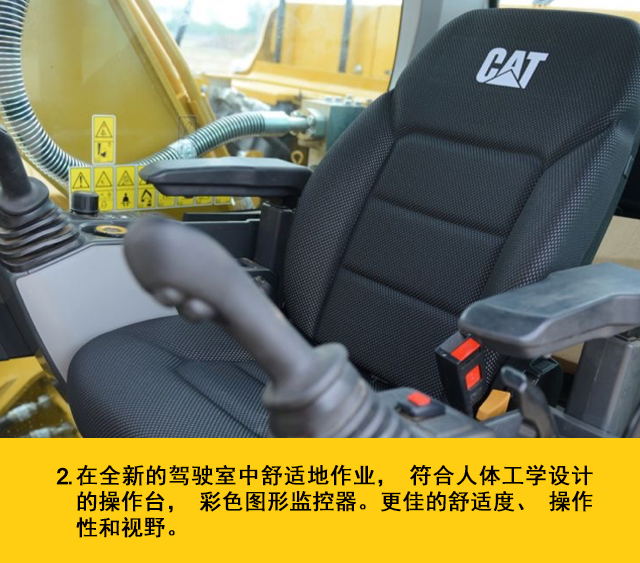 CAT
2. 在全新的驾驶室中舒适地作业， 符合人体工学设计
的操作台， 彩色图形监控器。更佳的舒适度、 操作
性和视野。